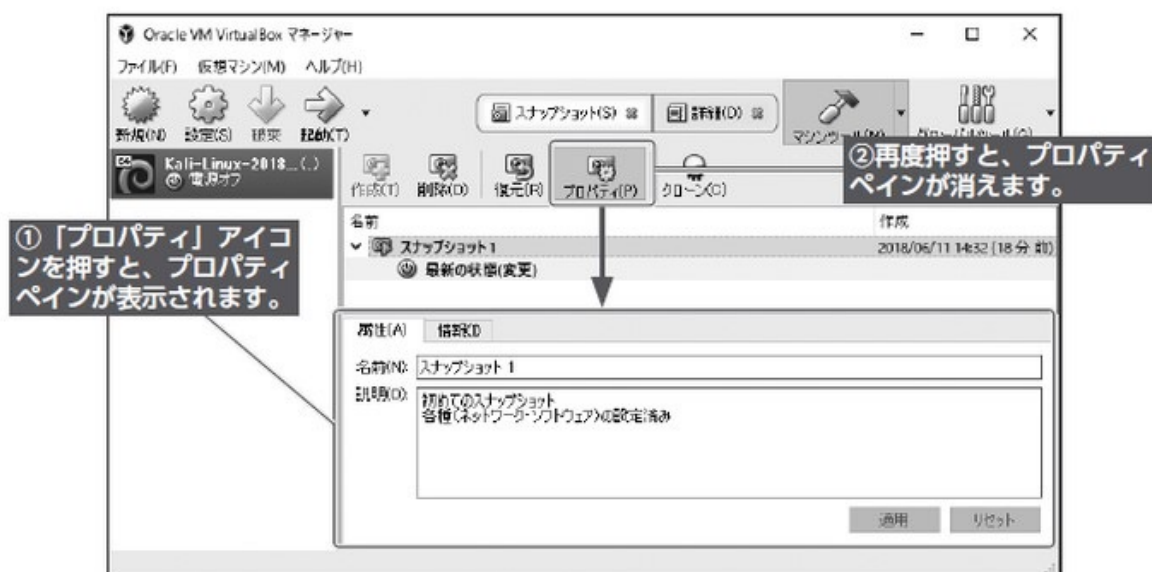 Oracle VM VirtualBox マネージャー
ファイル(F) 仮想マシン(M) ヘルプ(H)
新規(N) 設定(S) 破棄 起動(T)
スナップショット(S) 詳細(D)
マシンツール(M) グローバルツール(G)
Kali-Linux-2018...(...)
電源オフ
作成(T) 削除(D) 復元(R) プロパティ(P) クローン(C)
②再度押すと、プロパティ
ペインが消えます。
名前 作成
スナップショット 1 2018/06/11 14:32 (18 分 前)
最新の状態(変更)
①「プロパティ」アイコ
ンを押すと、プロパティ
ペインが表示されます。
属性(A) 情報(I)
名前(N): スナップショット 1
説明(D): 初めてのスナップショット
各種(ネットワーク・ソフトウェア)の設定済み
適用 リセット